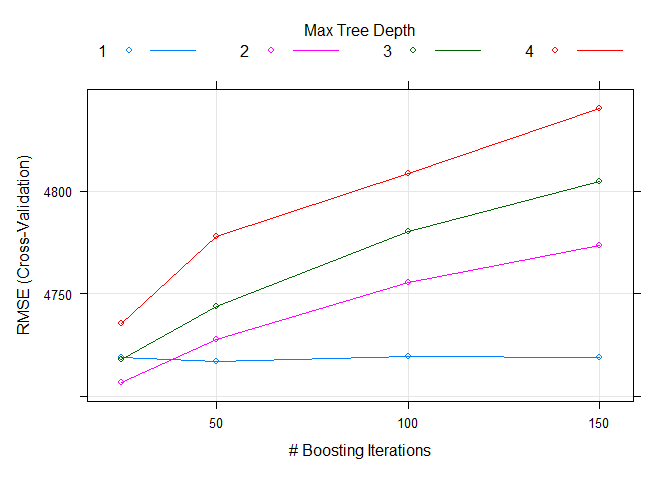 Max Tree Depth
1 2 3 4
4800
4750
RMSE (Cross-Validation)
50 100 150
# Boosting Iterations